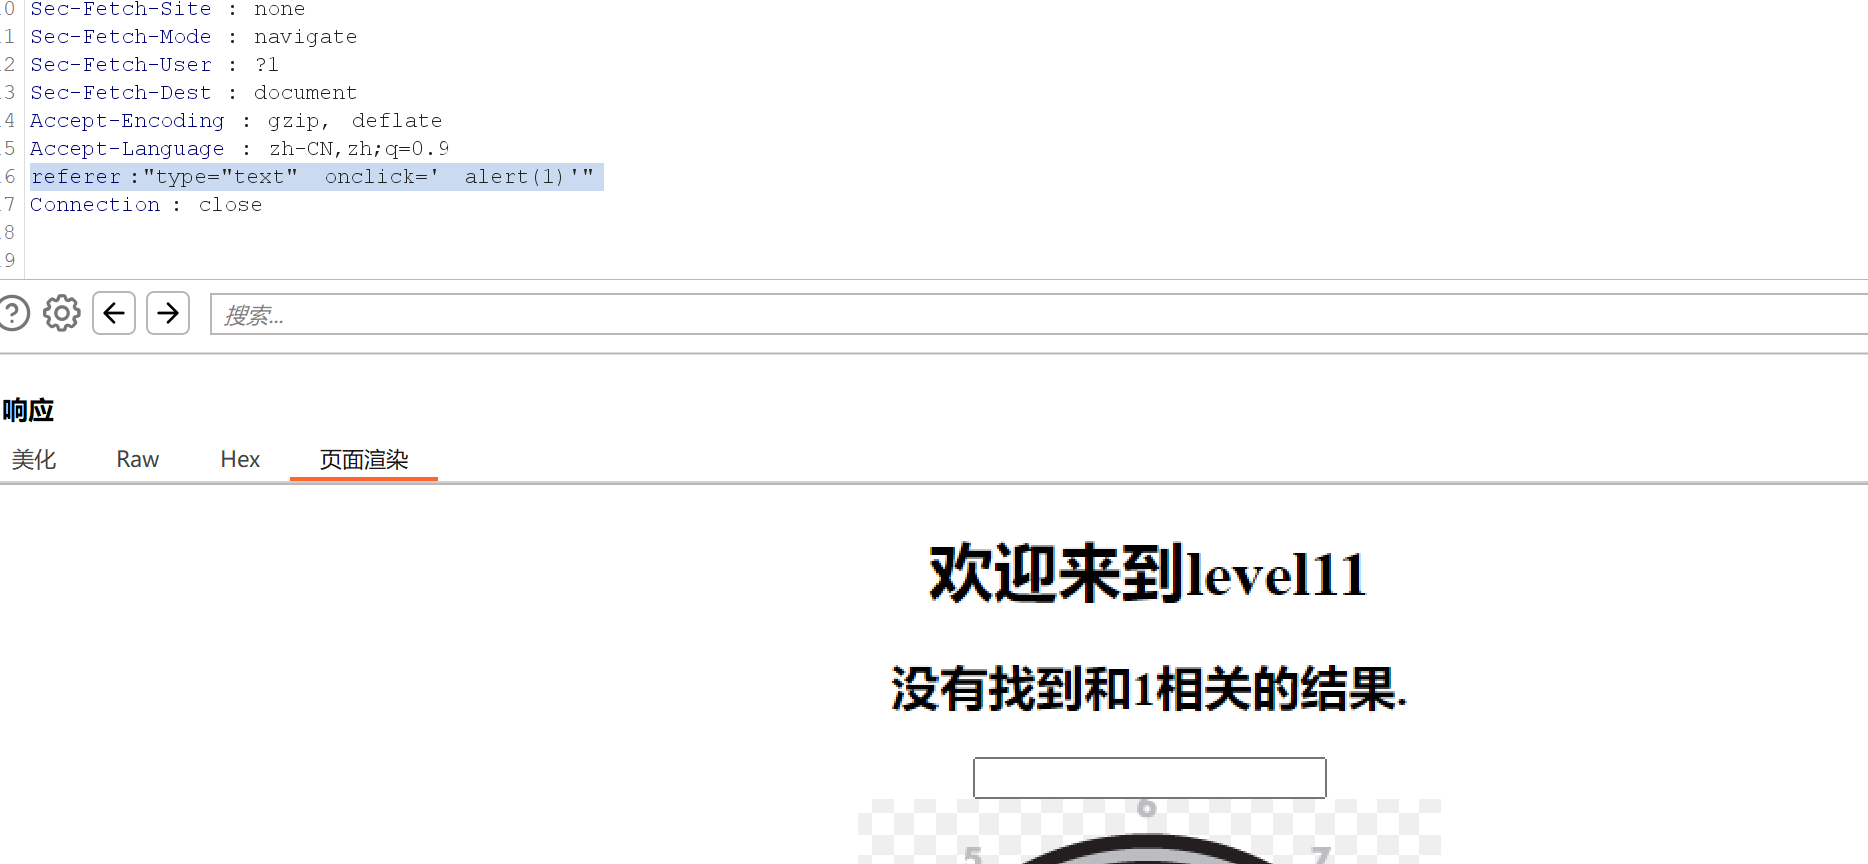 0 Sec-Fetch-Site : none
1 Sec-Fetch-Mode : navigate
2 Sec-Fetch-User : ?1
3 Sec-Fetch-Dest : document
4 Accept-Encoding : gzip, deflate
5 Accept-Language : zh-CN,zh;q=0.9
6 referer :"type="text" onclick=' alert(1)'"
7 Connection : close
8
9
?
搜索...
响应
美化 Raw Hex 页面渲染
欢迎来到level11
没有找到和1相关的结果.
6
5 7